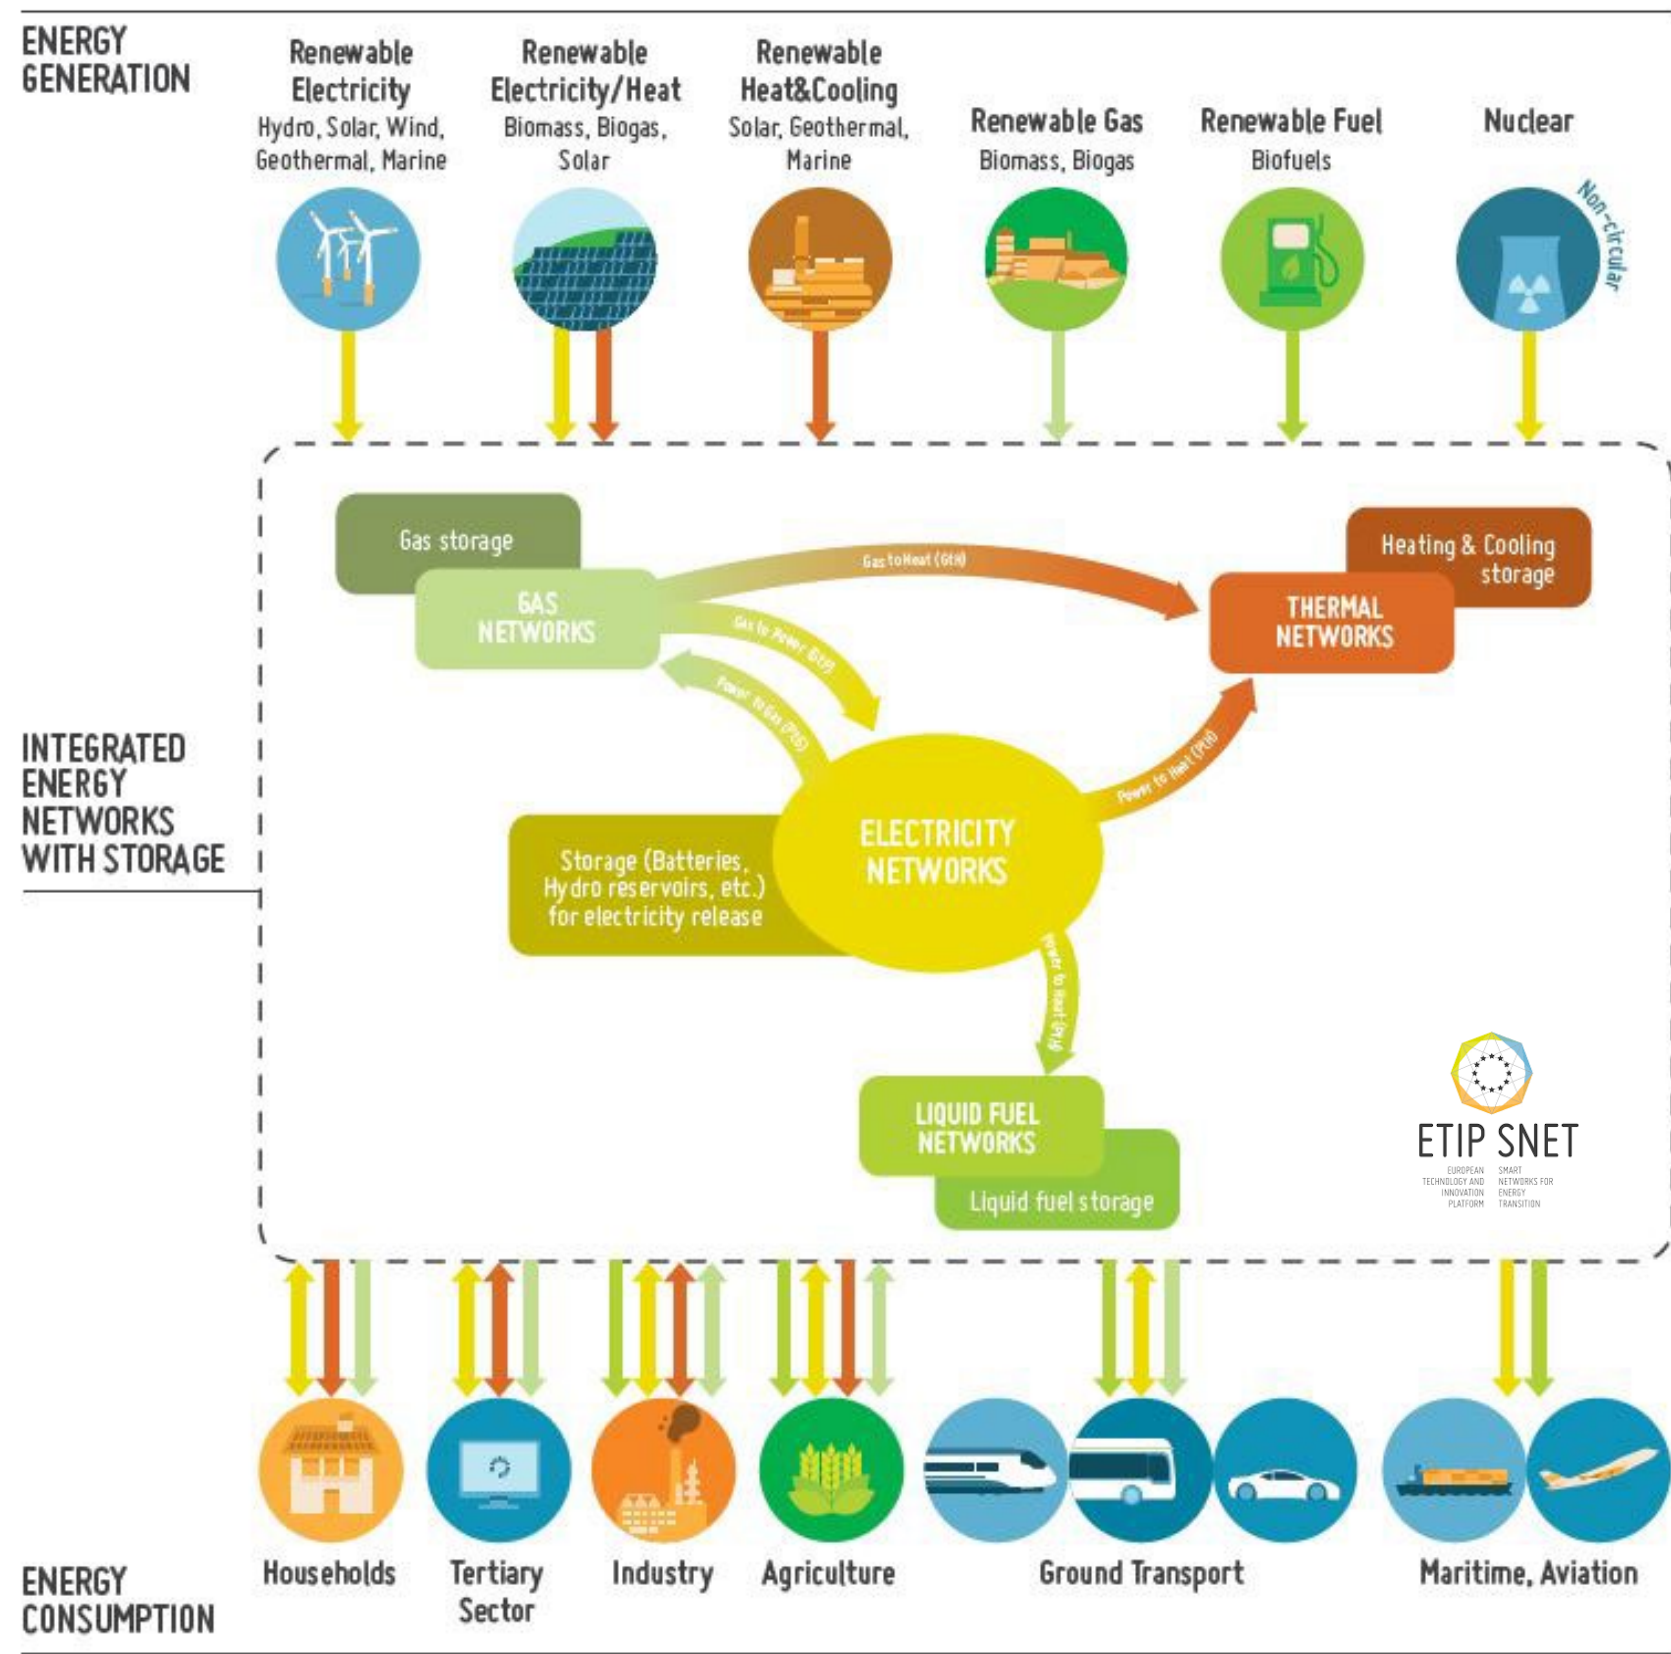 ENERGY
GENERATION
Renewable
Electricity
Hydro, Solar, Wind,
Geothermal, Marine
Renewable
Electricity/Heat
Biomass, Biogas,
Solar
Renewable
Heat&Cooling
Solar, Geothermal,
Marine
Renewable Gas
Biomass, Biogas
Renewable Fuel
Biofuels
Nuclear
Non-circular
Gas storage
GAS
NETWORKS
Gas to Heat (GtH)
Heating & Cooling
storage
THERMAL
NETWORKS
Gas to Power (GtP)
Power to Gas (PtG)
Power to Heat (PtH)
INTEGRATED
ENERGY
NETWORKS
WITH STORAGE
ELECTRICITY
NETWORKS
Storage (Batteries,
Hydro reservoirs, etc.)
for electricity release
Power to Heat (PtH)
LIQUID FUEL
NETWORKS
Liquid fuel storage
ETIP SNET
EUROPEAN SMART
TECHNOLOGY AND NETWORKS FOR
INNOVATION ENERGY
PLATFORM TRANSITION
ENERGY
CONSUMPTION
Households
Tertiary
Sector
Industry
Agriculture
Ground Transport
Maritime, Aviation